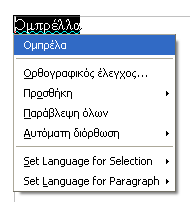 Ομπρέλλα
Ομπρέλα
Ορθογραφικός έλεγχος...
Προσθήκη
Παράβλεψη όλων
Αυτόματη διόρθωση
Set Language for Selection
Set Language for Paragraph